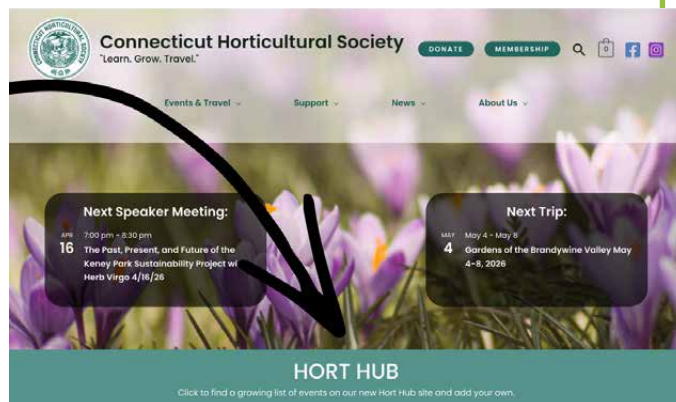 Connecticut Horticultural Society
"Learn. Grow. Travel."
DONATE
MEMBERSHIP
0
Events & Travel
Support
News
About Us
Next Speaker Meeting:
APR
16
7:00 pm - 8:30 pm
The Past, Present, and Future of the
Keney Park Sustainability Project wi
Herb Virgo 4/16/26
Next Trip:
MAY
4
May 4 - May 8
Gardens of the Brandywine Valley May
4-8, 2026
HORT HUB
Click to find a growing list of events on our new Hort Hub site and add your own.